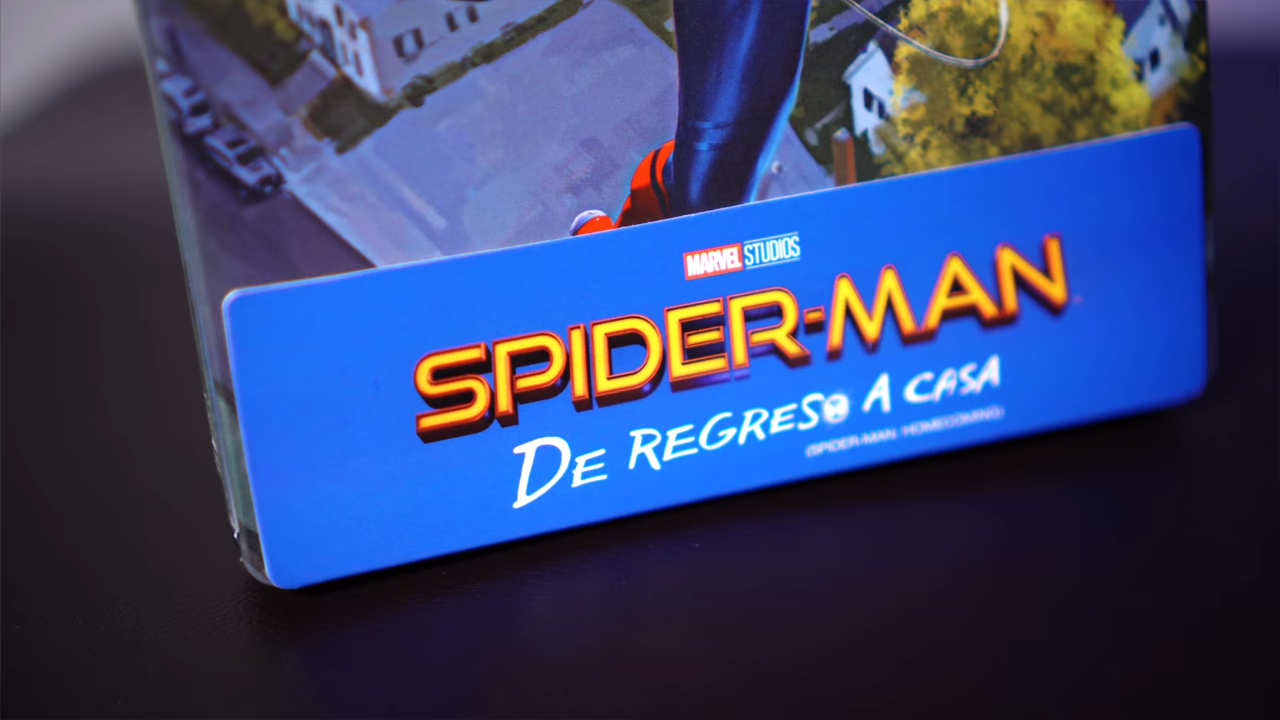 MARVEL STUDIOS
SPIDER-MAN
DE REGRESO A CASA
(SPIDER-MAN: HOMECOMING)